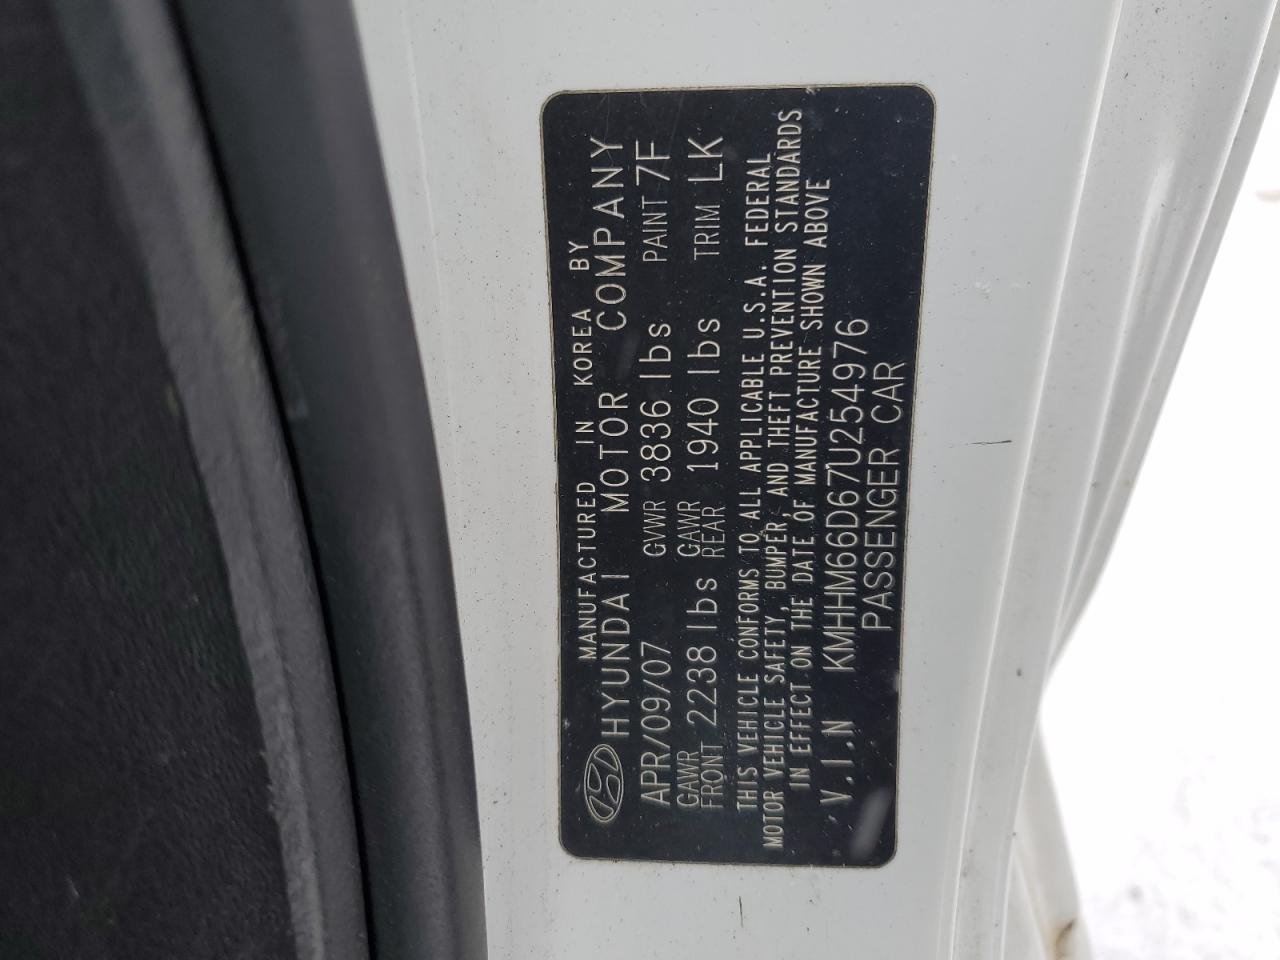 MANUFACTURED IN KOREA BY
HYUNDAI MOTOR COMPANY
APR/09/07 GVWR 3836 lbs PAINT 7F
GAWR FRONT 2238 lbs GAWR REAR 1940 lbs TRIM LK
THIS VEHICLE CONFORMS TO ALL APPLICABLE U.S.A. FEDERAL
MOTOR VEHICLE SAFETY, BUMPER, AND THEFT PREVENTION STANDARDS
IN EFFECT ON THE DATE OF MANUFACTURE SHOWN ABOVE
V.I.N KMHHM66D67U254976
PASSENGER CAR